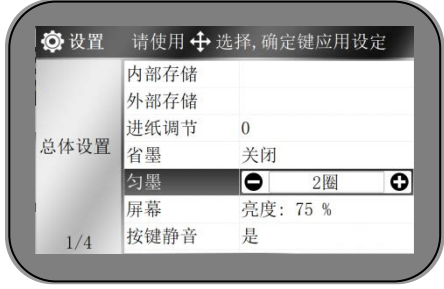 设置 请使用 选择,确定键应用设定
总体设置
1/4
内部存储
外部存储
进纸调节 0
省墨 关闭
匀墨 2圈
屏幕 亮度: 75 %
按键静音 是